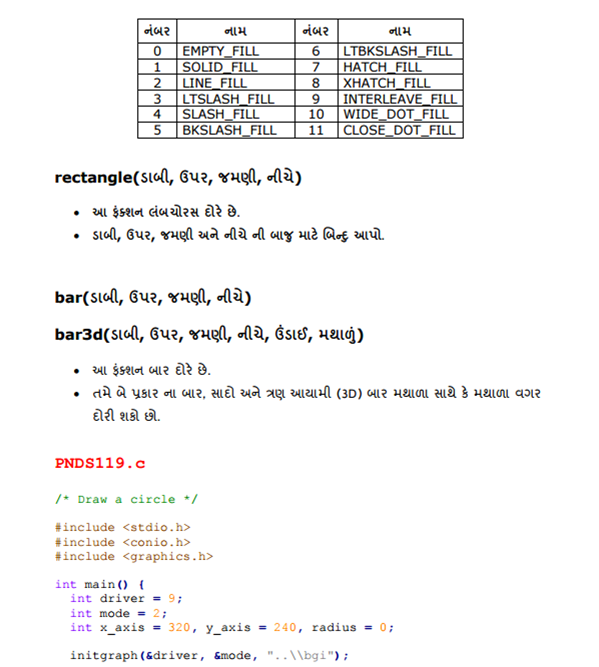 નંબર નામ નંબર નામ
0 EMPTY_FILL 6 LTBKSLASH_FILL
1 SOLID_FILL 7 HATCH_FILL
2 LINE_FILL 8 XHATCH_FILL
3 LTSLASH_FILL 9 INTERLEAVE_FILL
4 SLASH_FILL 10 WIDE_DOT_FILL
5 BKSLASH_FILL 11 CLOSE_DOT_FILL
rectangle(ડાબી, ઉપર, જમણી, નીચે)
• આ ફંક્શન લંબચોરસ દોરે છે.
• ડાબી, ઉપર, જમણી અને નીચે ની બાજુ માટે બિન્દુ આપો.
bar(ડાબી, ઉપર, જમણી, નીચે)
bar3d(ડાબી, ઉપર, જમણી, નીચે, ઉંડાઈ, મથાળું)
• આ ફંક્શન બાર દોરે છે.
• તમે બે પ્રકાર ના બાર, સાદો અને ત્રણ આયામી (3D) બાર મથાળા સાથે કે મથાળા વગર
દોરી શકો છો.
PNDS119.c
/* Draw a circle */
#include <stdio.h>
#include <conio.h>
#include <graphics.h>
int main() {
int driver = 9;
int mode = 2;
int x_axis = 320, y_axis = 240, radius = 0;
initgraph(&driver, &mode, "..\\bgi");